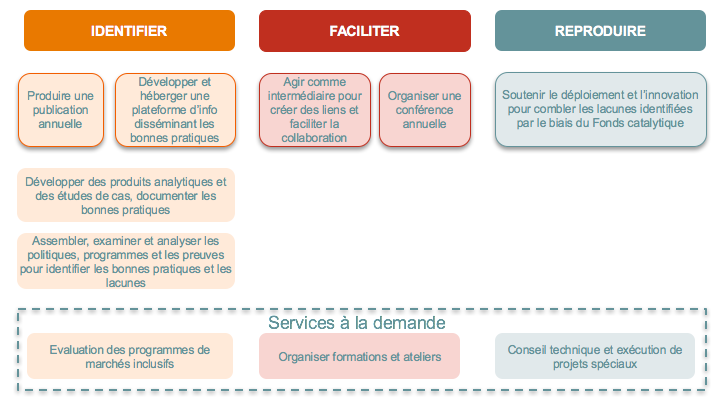 IDENTIFIER
FACILITER
REPRODUIRE
Produire une
publication
annuelle
Développer et
héberger une
plateforme d'info
disséminant les
bonnes pratiques
Agir comme
intermédiaire pour
créer des liens et
faciliter la
collaboration
Organiser une
conférence
annuelle
Soutenir le déploiement et l'innovation
pour combler les lacunes identifiées
par le biais du Fonds catalytique
Développer des produits analytiques et
des études de cas, documenter les
bonnes pratiques
Assembler, examiner et analyser les
politiques, programmes et les preuves
pour identifier les bonnes pratiques et les
lacunes
Services à la demande
Evaluation des programmes de
marchés inclusifs
Organiser formations et ateliers
Conseil technique et exécution de
projets spéciaux